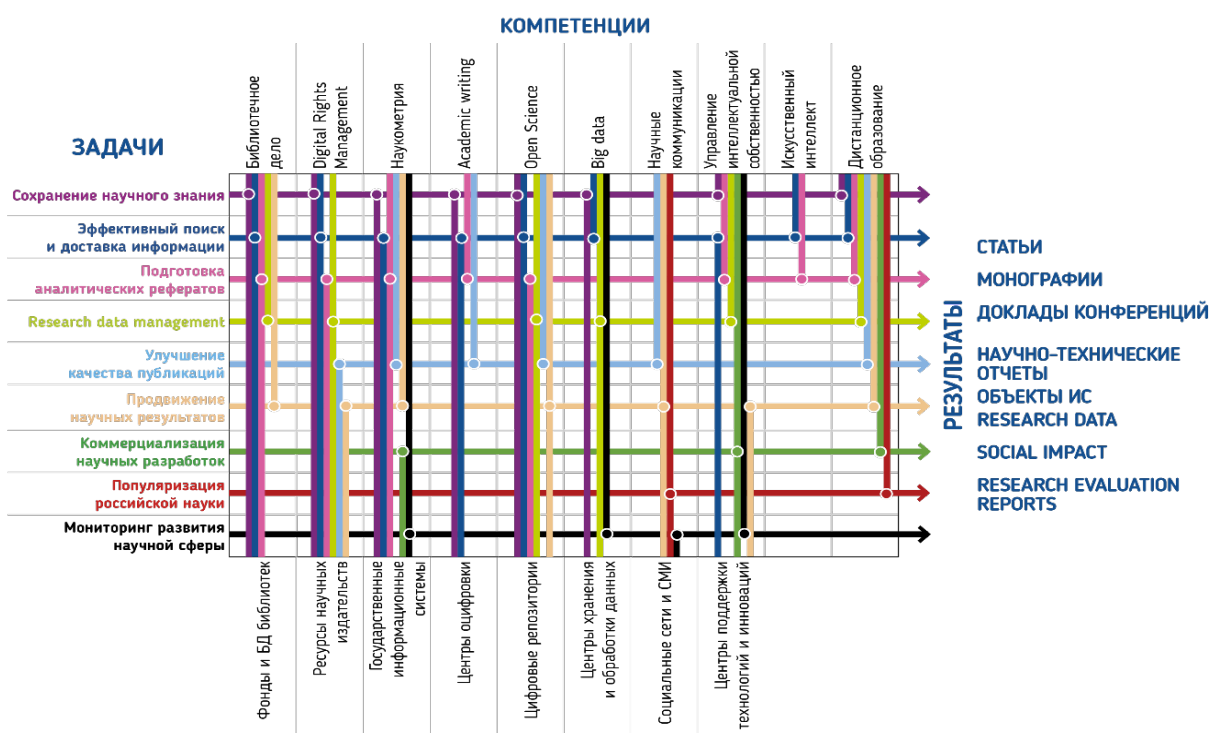 КОМПЕТЕНЦИИ
ЗАДАЧИ
Библиотечное
дело
Digital Rights
Management
Наукометрия
Academic writing
Open Science
Big data
Научные
коммуникации
Управление
интеллектуальной
собственностью
Искусственный
интеллект
Дистанционное
образование
Сохранение научного знания
Эффективный поиск
и доставка информации
Подготовка
аналитических рефератов
Research data management
Улучшение
качества публикаций
Продвижение
научных результатов
Коммерциализация
научных разработок
Популяризация
российской науки
Мониторинг развития
научной сферы
РЕЗУЛЬТАТЫ
СТАТЬИ
МОНОГРАФИИ
ДОКЛАДЫ КОНФЕРЕНЦИЙ
НАУЧНО-ТЕХНИЧЕСКИЕ
ОТЧЕТЫ
ОБЪЕКТЫ ИС
RESEARCH DATA
SOCIAL IMPACT
RESEARCH EVALUATION
REPORTS
Фонды и БД библиотек
Ресурсы научных
издательств
Государственные
информационные
системы
Центры оцифровки
Цифровые репозитории
Центры хранения
и обработки данных
Социальные сети и СМИ
Центры поддержки
технологий и инноваций